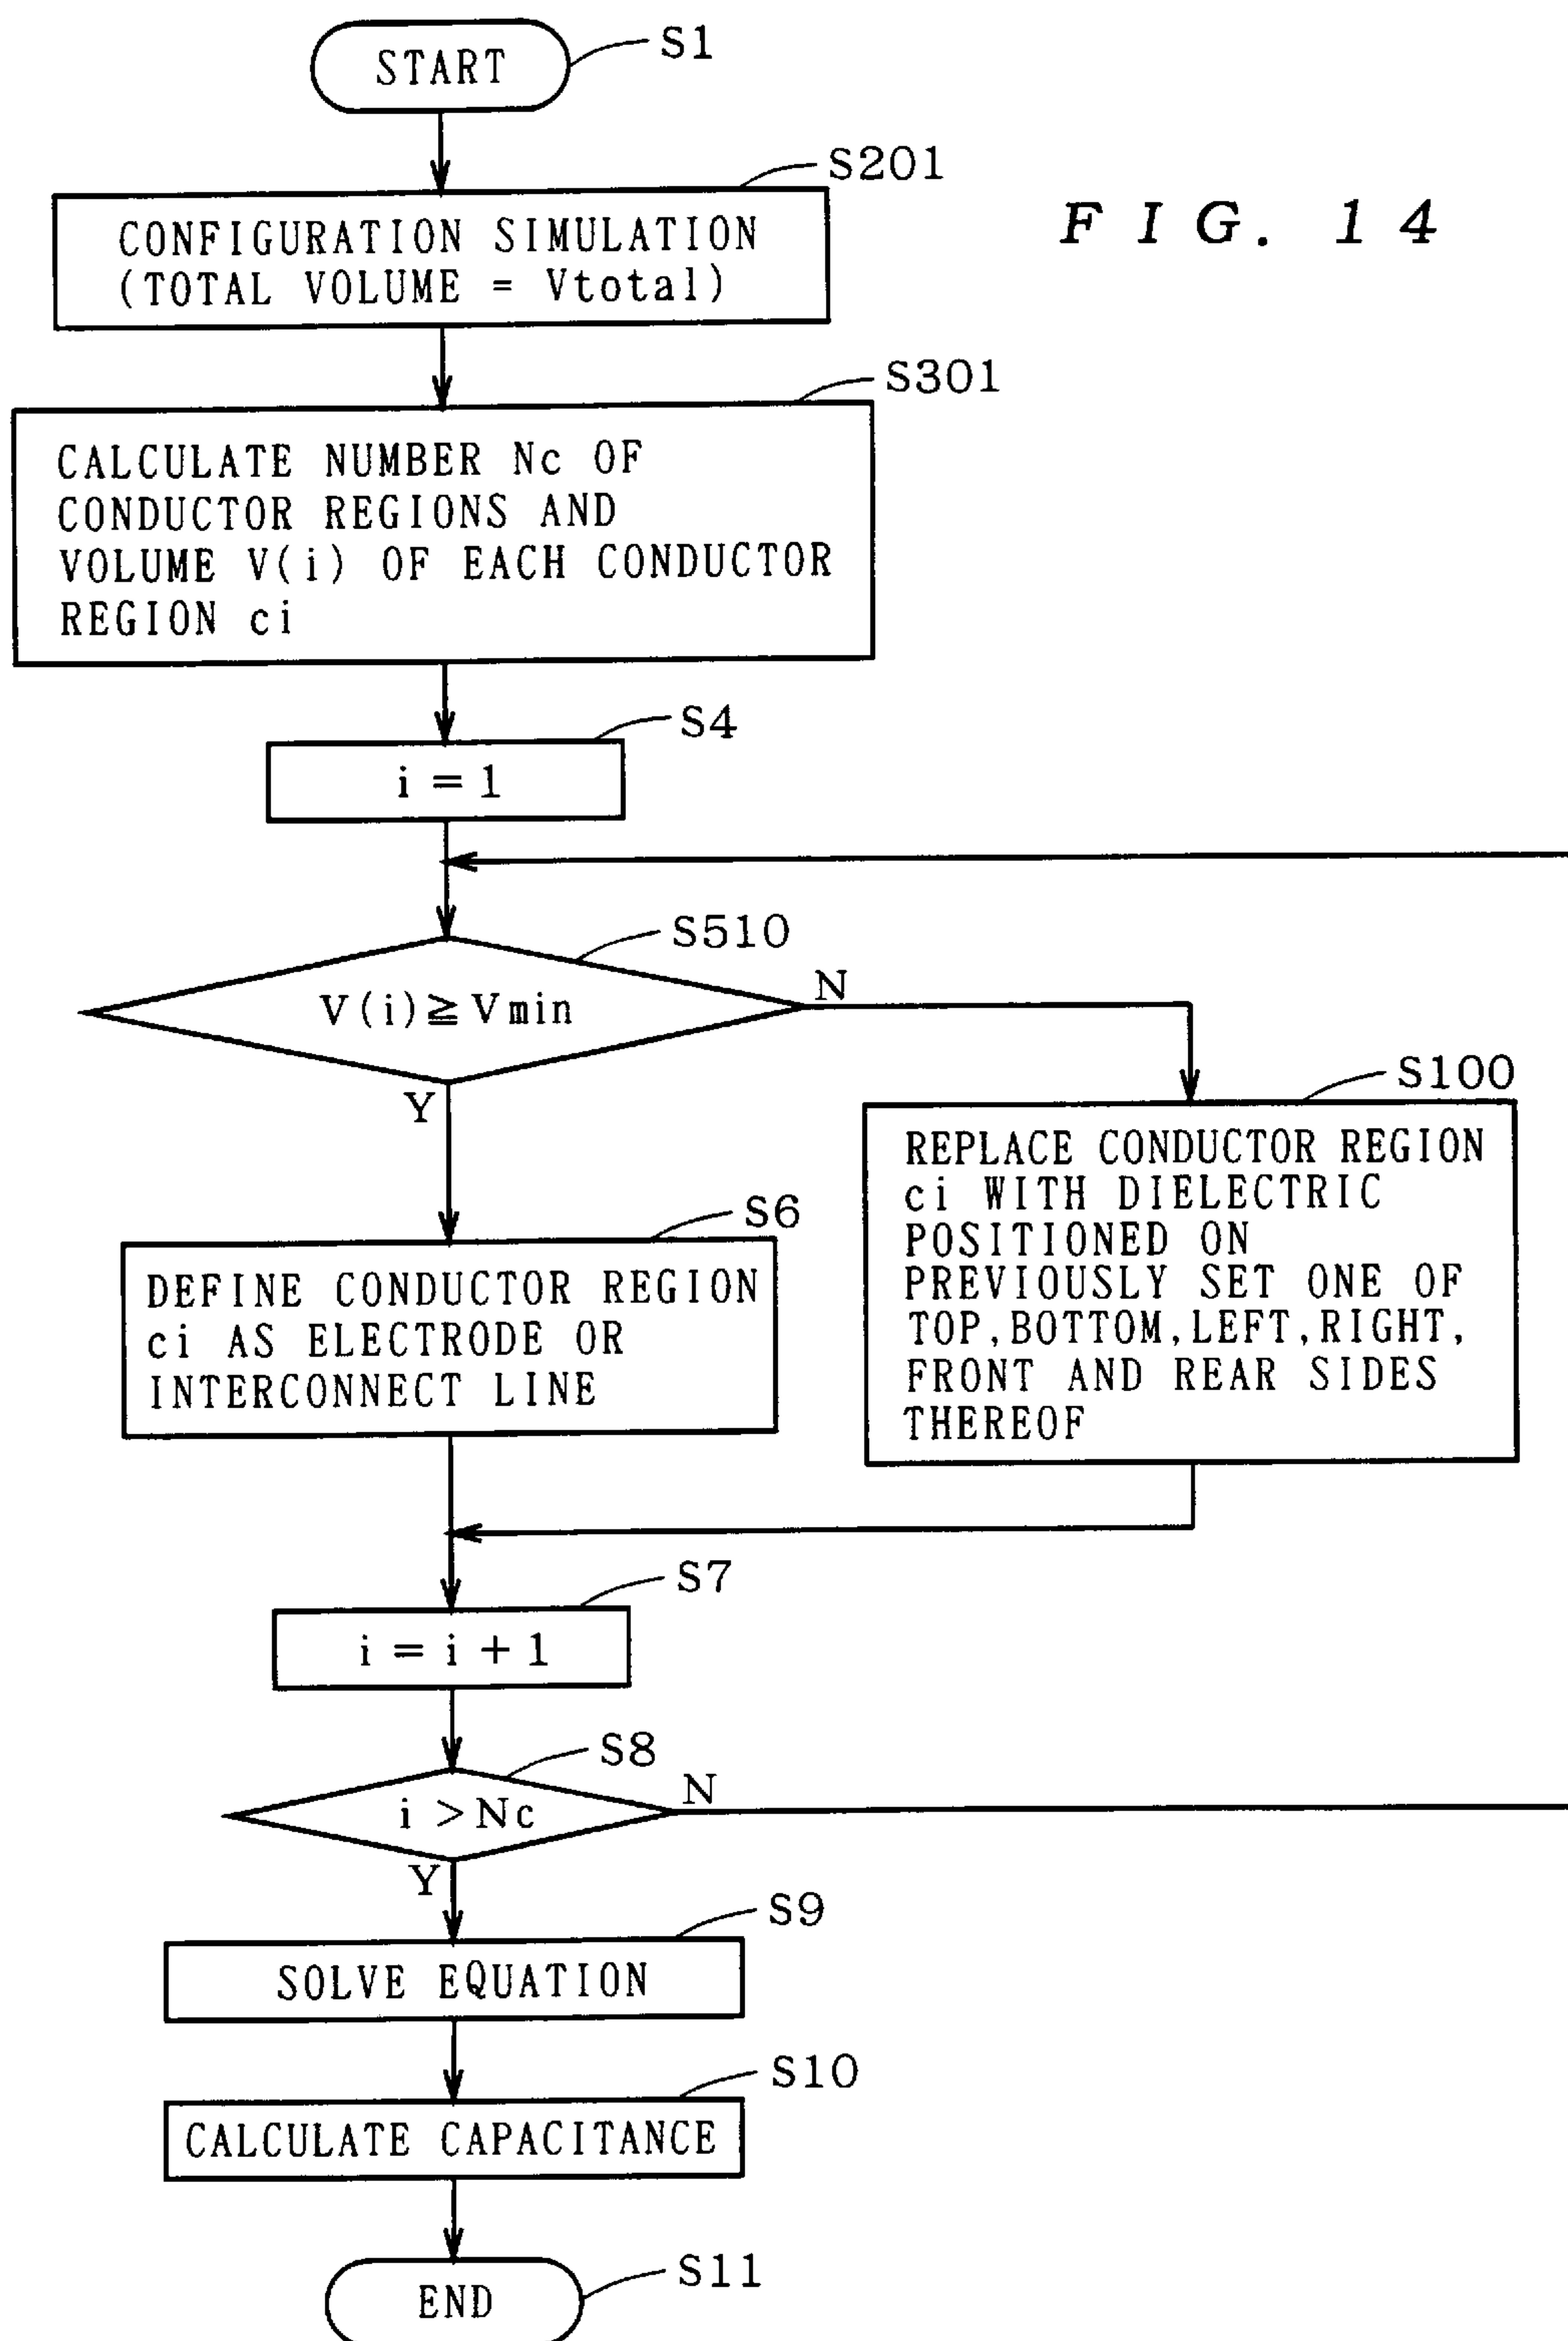 START
S1
S201
CONFIGURATION SIMULATION
(TOTAL VOLUME = Vtotal)
FIG. 14
S301
CALCULATE NUMBER Nc OF
CONDUCTOR REGIONS AND
VOLUME V(i) OF EACH CONDUCTOR
REGION ci
S4
i = 1
S510
V(i)≧Vmin
N
Y
S100
REPLACE CONDUCTOR REGION
ci WITH DIELECTRIC
POSITIONED ON
PREVIOUSLY SET ONE OF
TOP,BOTTOM,LEFT,RIGHT,
FRONT AND REAR SIDES
THEREOF
S6
DEFINE CONDUCTOR REGION
ci AS ELECTRODE OR
INTERCONNECT LINE
S7
i = i + 1
S8
i > Nc
N
Y
S9
SOLVE EQUATION
S10
CALCULATE CAPACITANCE
END
S11